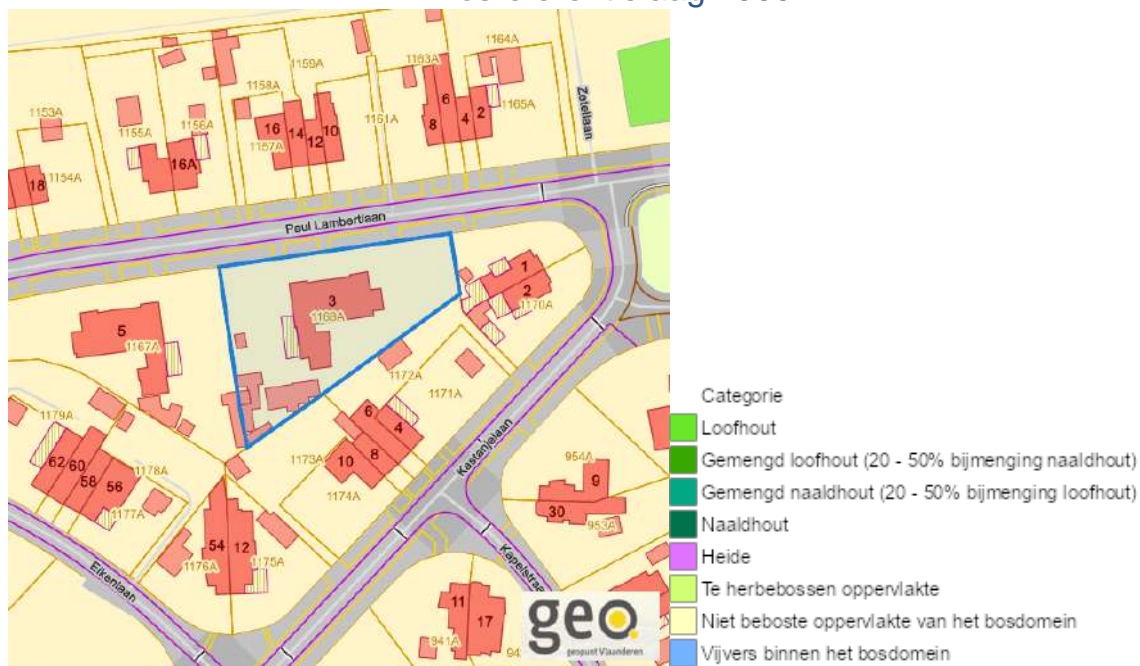 1164A
1159A
1163A
1158A
1153A
1155A
1156A
1161A
1165A
Zotellaan
16
14
12
10
8
6
4
2
1157A
16A
18
1154A
Paul Lambertlaan
3
1168A
1
2
1170A
5
1167A
1172A
1171A
1179A
6
4
62
60
58
56
1178A
1173A
10
8
Kastanjelaan
954A
9
1177A
1174A
30
953A
54
12
1176A
1175A
Eikenlaan
Kapelstraat
11
17
941A
geo
geopunt Vlaanderen
Categorie
Loofhout
Gemengd loofhout (20 - 50% bijmenging naaldhout)
Gemengd naaldhout (20 - 50% bijmenging loofhout)
Naaldhout
Heide
Te herbebossen oppervlakte
Niet beboste oppervlakte van het bosdomein
Vijvers binnen het bosdomein